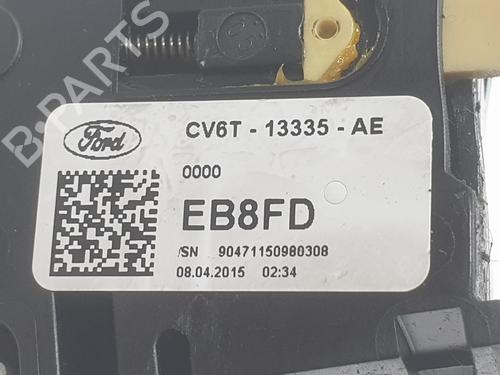 B-PARTS
Ford
CV6T - 13335 - AE
0000
EB8FD
/SN 90471150980308
08.04.2015 02:34